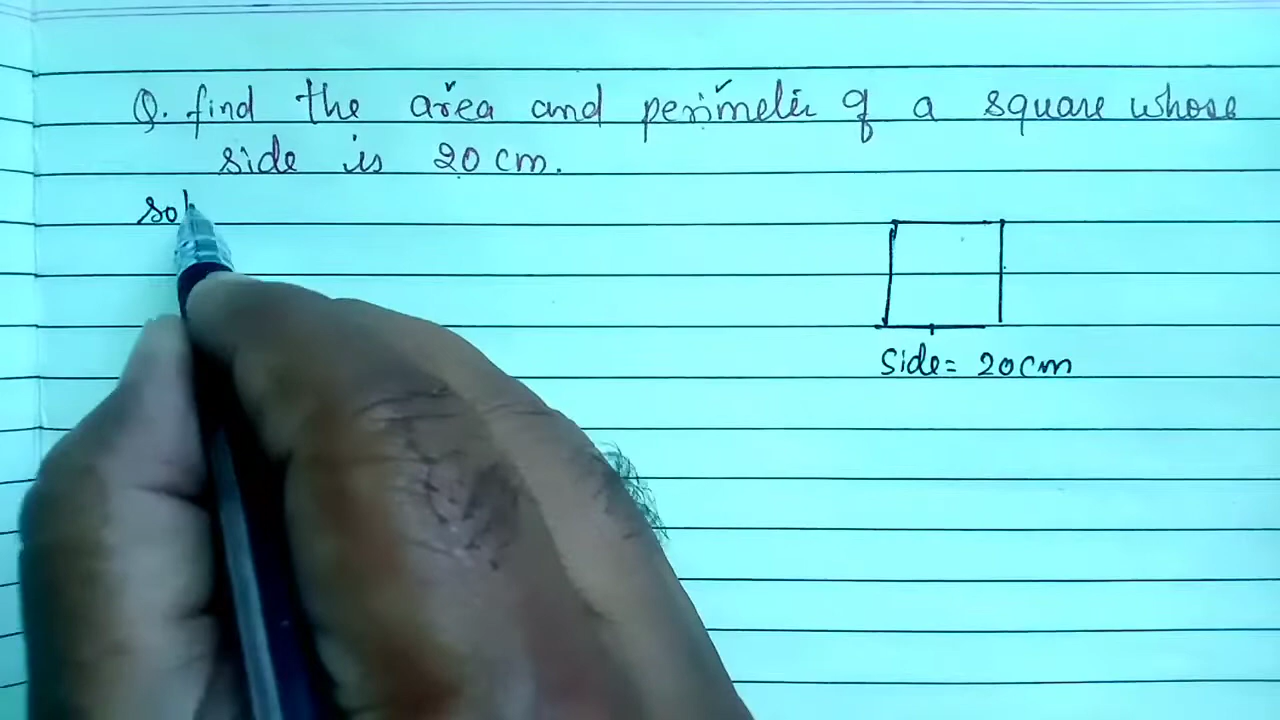 Q. find the area and perimeter of a square whose
side is 20 cm.
sol
side = 20cm